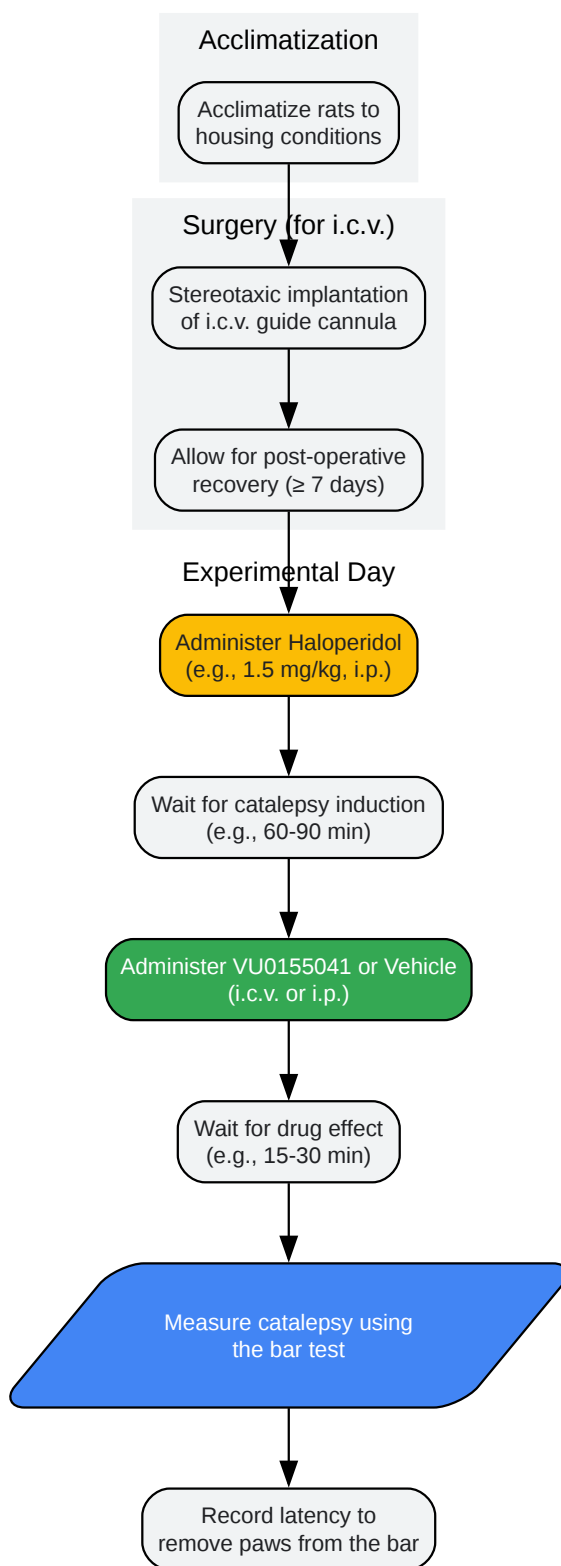 Acclimatization
Acclimatize rats to
housing conditions
Surgery (for i.c.v.)
Stereotaxic implantation
of i.c.v. guide cannula
Allow for post-operative
recovery (≥ 7 days)
Experimental Day
Administer Haloperidol
(e.g., 1.5 mg/kg, i.p.)
Wait for catalepsy induction
(e.g., 60-90 min)
Administer VU0155041 or Vehicle
(i.c.v. or i.p.)
Wait for drug effect
(e.g., 15-30 min)
Measure catalepsy using
the bar test
Record latency to
remove paws from the bar